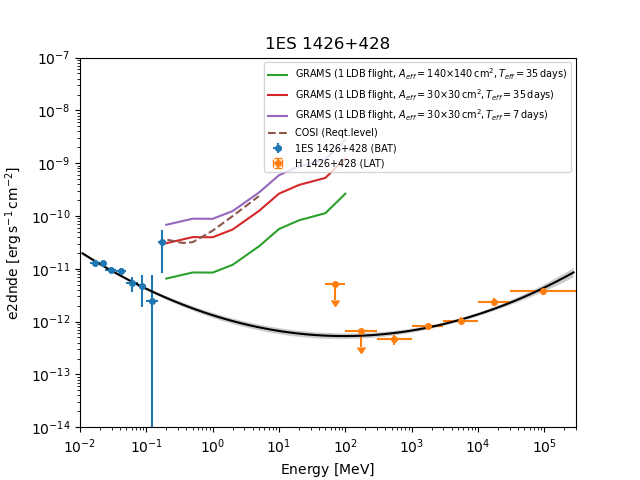 1ES 1426+428
GRAMS (1 LDB flight, A_eff = 140×140 cm², T_eff = 35 days)
GRAMS (1 LDB flight, A_eff = 30×30 cm², T_eff = 35 days)
GRAMS (1 LDB flight, A_eff = 30×30 cm², T_eff = 7 days)
COSI (Reqt.level)
1ES 1426+428 (BAT)
H 1426+428 (LAT)
e2dnde [erg s⁻¹ cm⁻²]
10⁻⁷
10⁻⁸
10⁻⁹
10⁻¹⁰
10⁻¹¹
10⁻¹²
10⁻¹³
10⁻¹⁴
10⁻² 10⁻¹ 10⁰ 10¹ 10² 10³ 10⁴ 10⁵
Energy [MeV]